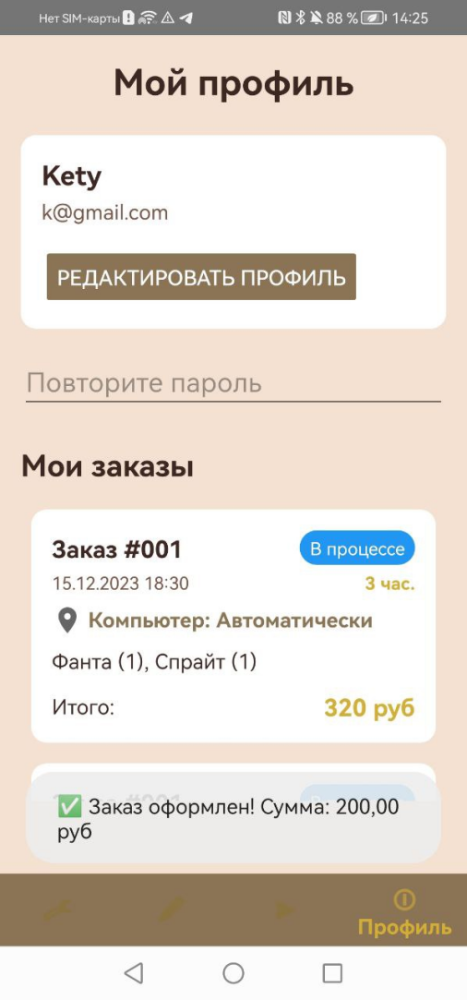 Нет SIM-карты 88 % 14:25
Мой профиль
Kety
k@gmail.com
РЕДАКТИРОВАТЬ ПРОФИЛЬ
Повторите пароль
Мои заказы
Заказ #001 В процессе
15.12.2023 18:30 3 час.
Компьютер: Автоматически
Фанта (1), Спрайт (1)
Итого: 320 руб
✅ Заказ оформлен! Сумма: 200,00
руб
Профиль